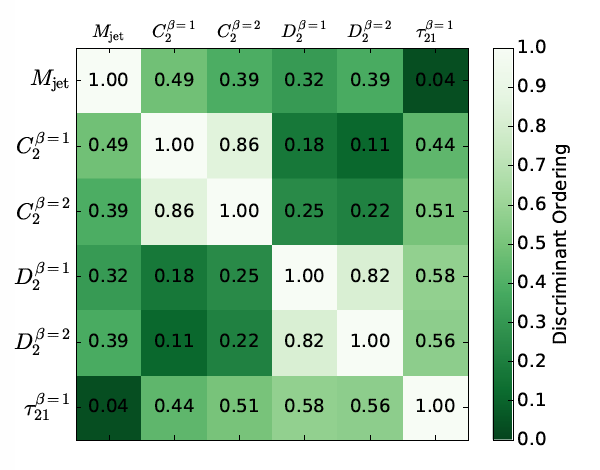 M_jet C_2^{β=1} C_2^{β=2} D_2^{β=1} D_2^{β=2} τ_{21}^{β=1}
M_jet 1.00 0.49 0.39 0.32 0.39 0.04
C_2^{β=1} 0.49 1.00 0.86 0.18 0.11 0.44
C_2^{β=2} 0.39 0.86 1.00 0.25 0.22 0.51
D_2^{β=1} 0.32 0.18 0.25 1.00 0.82 0.58
D_2^{β=2} 0.39 0.11 0.22 0.82 1.00 0.56
τ_{21}^{β=1} 0.04 0.44 0.51 0.58 0.56 1.00
1.0
0.9
0.8
0.7
0.6
0.5
0.4
0.3
0.2
0.1
0.0
Discriminant Ordering